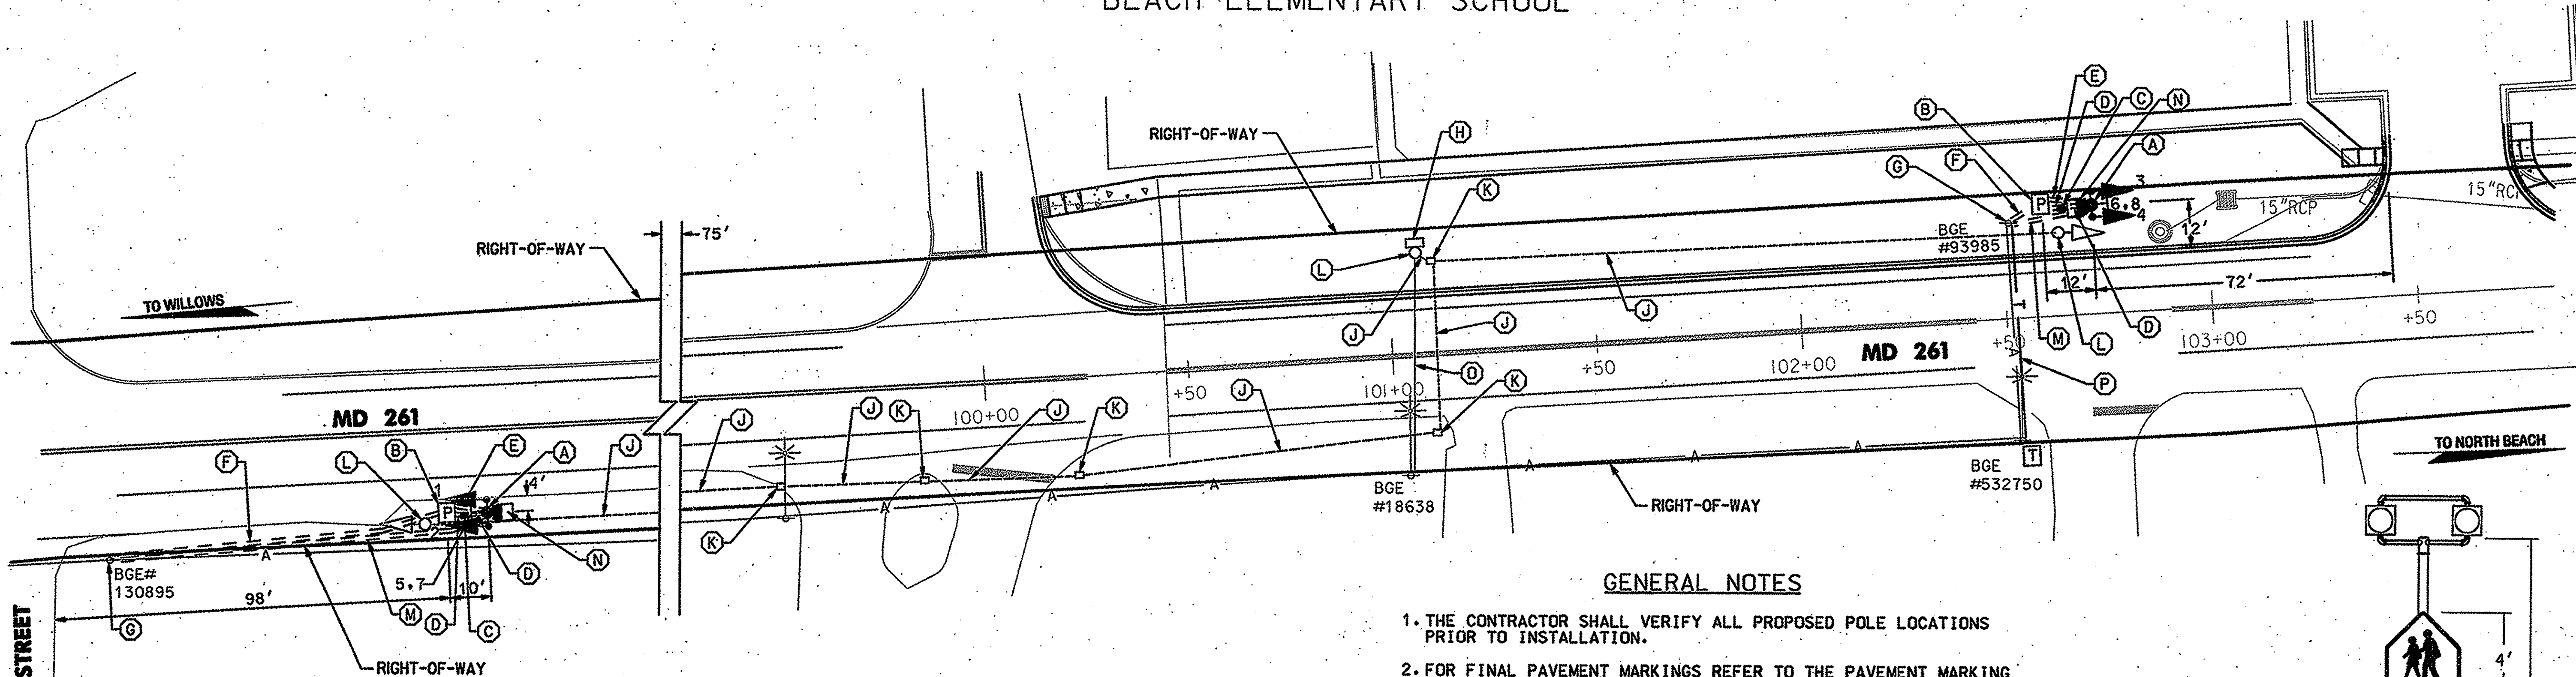 BEACH ELEMENTARY SCHOOL
E
D
C
N
B
A
F
G
H
K
RIGHT-OF-WAY
3
6,8
4
15"RCP
15"RCP
12'
BGE
#93985
75'
RIGHT-OF-WAY
L
J
J
J
12'
72'
M
L
D
TO WILLOWS
+50
103+00
+50
MD 261
102+00
+50
101+00
+50
100+00
O
K
P
MD 261
J
J
K
J
K
J
J
F
L
B
E
A
1
4'
P
P
2
TO NORTH BEACH
A
A
A
A
A
A
A
T
BGE
#532750
BGE
#18638
RIGHT-OF-WAY
K
N
BGE#
130895
98'
5,7
10'
D
G
M
D
C
RIGHT-OF-WAY
STREET
GENERAL NOTES
1. THE CONTRACTOR SHALL VERIFY ALL PROPOSED POLE LOCATIONS
PRIOR TO INSTALLATION.
2. FOR FINAL PAVEMENT MARKINGS REFER TO THE PAVEMENT MARKING
4'